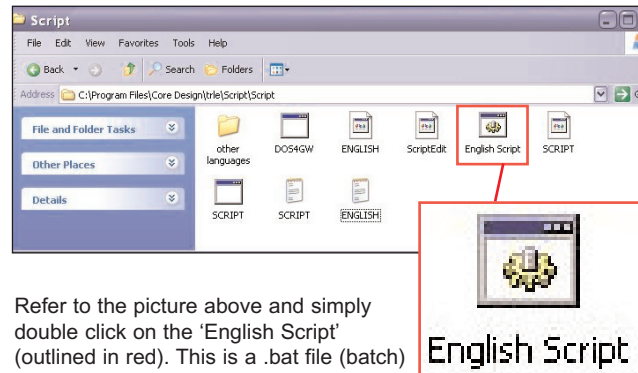 Script
File Edit View Favorites Tools Help
Back Search Folders
Address C:\Program Files\Core Design\trle\Script\Script
File and Folder Tasks
Other Places
Details
other languages
DOS4GW
ENGLISH
ScriptEdit
English Script
SCRIPT
SCRIPT
SCRIPT
ENGLISH
English Script
Refer to the picture above and simply
double click on the ‘English Script’
(outlined in red). This is a .bat file (batch)